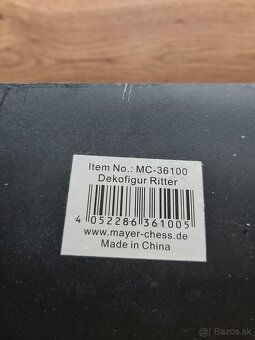 Item No.: MC-36100
Dekofigur Ritter
4 052286 361005
www.mayer-chess.de
Made in China
Bazos.sk